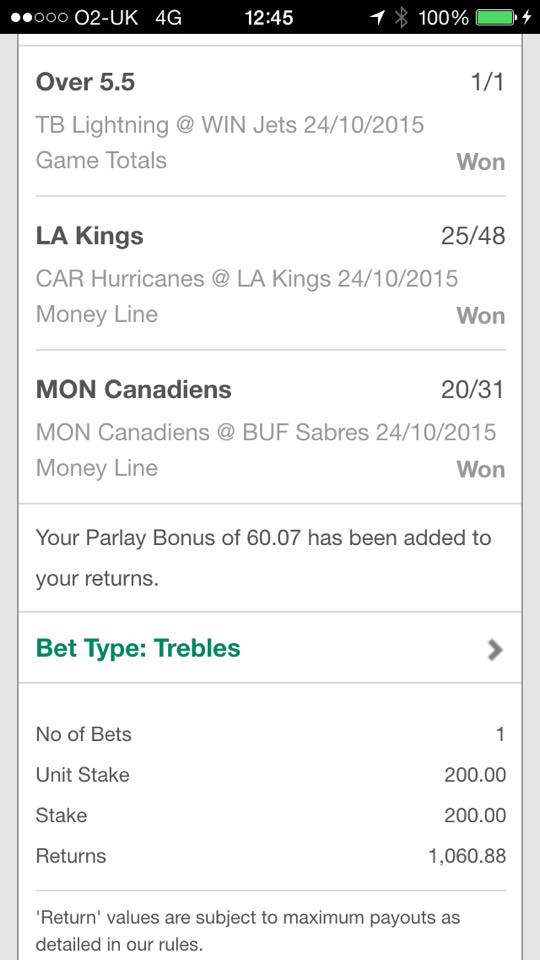 O2-UK 4G 12:45 100%
Over 5.5 1/1
TB Lightning @ WIN Jets 24/10/2015
Game Totals Won
LA Kings 25/48
CAR Hurricanes @ LA Kings 24/10/2015
Money Line Won
MON Canadiens 20/31
MON Canadiens @ BUF Sabres 24/10/2015
Money Line Won
Your Parlay Bonus of 60.07 has been added to
your returns.
Bet Type: Trebles
No of Bets 1
Unit Stake 200.00
Stake 200.00
Returns 1,060.88
'Return' values are subject to maximum payouts as
detailed in our rules.